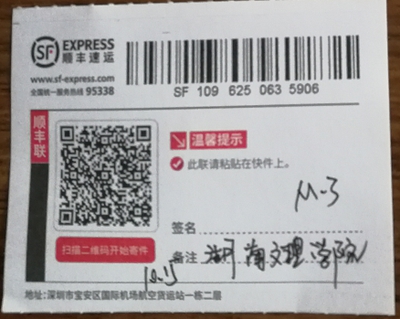 SF EXPRESS
顺丰速运
www.sf-express.com
全国统一服务热线 95338
SF 109 625 063 5906
顺丰联
温馨提示
此联请粘贴在快件上。
签名
备注 湖南文理学院
扫描二维码开始寄件
10.15
地址:深圳市宝安区国际机场航空货运站一栋二层